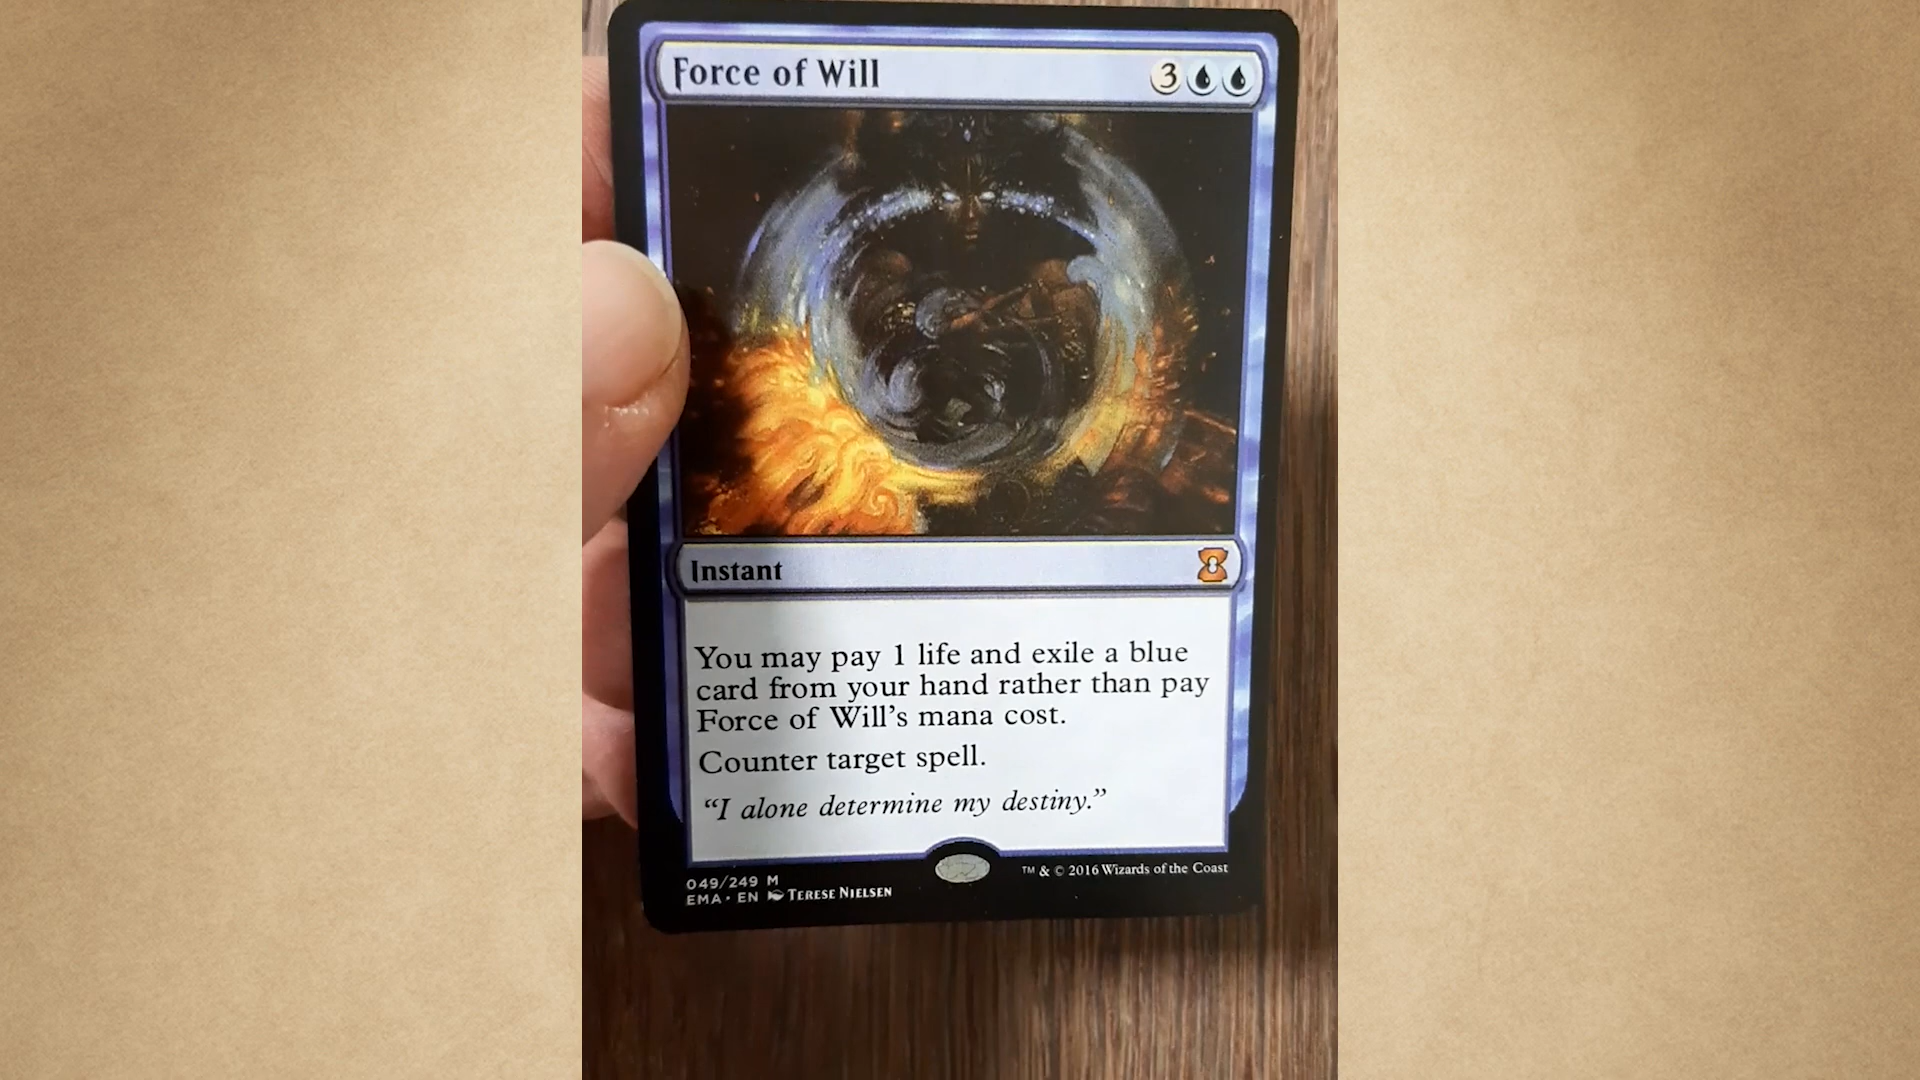 Force of Will 3
Instant
You may pay 1 life and exile a blue
card from your hand rather than pay
Force of Will's mana cost.
Counter target spell.
“I alone determine my destiny.”
049/249 M
EMA • EN TERESE NIELSEN
™ & © 2016 Wizards of the Coast